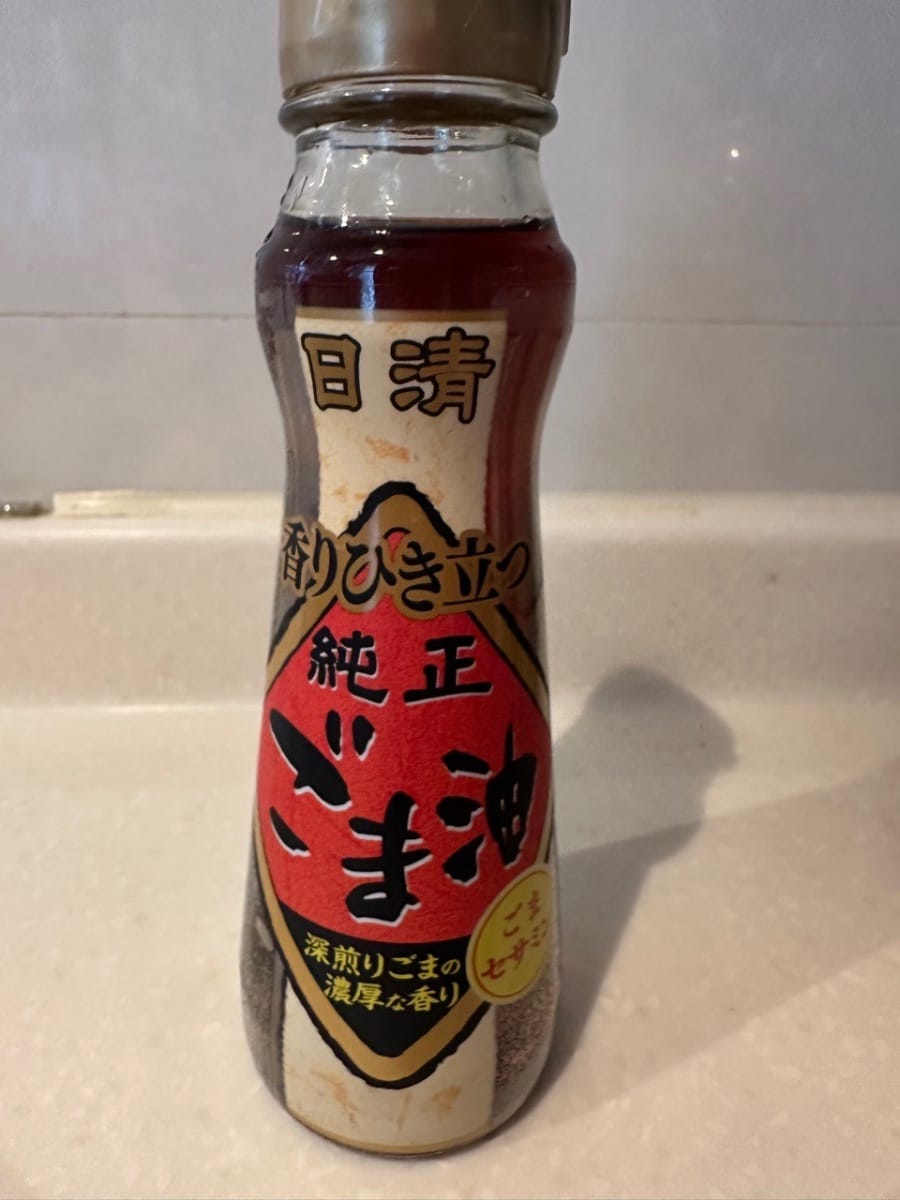 日清
香りひき立つ
純正
ごま油
深煎りごまの
濃厚な香り
ごま
セサミン